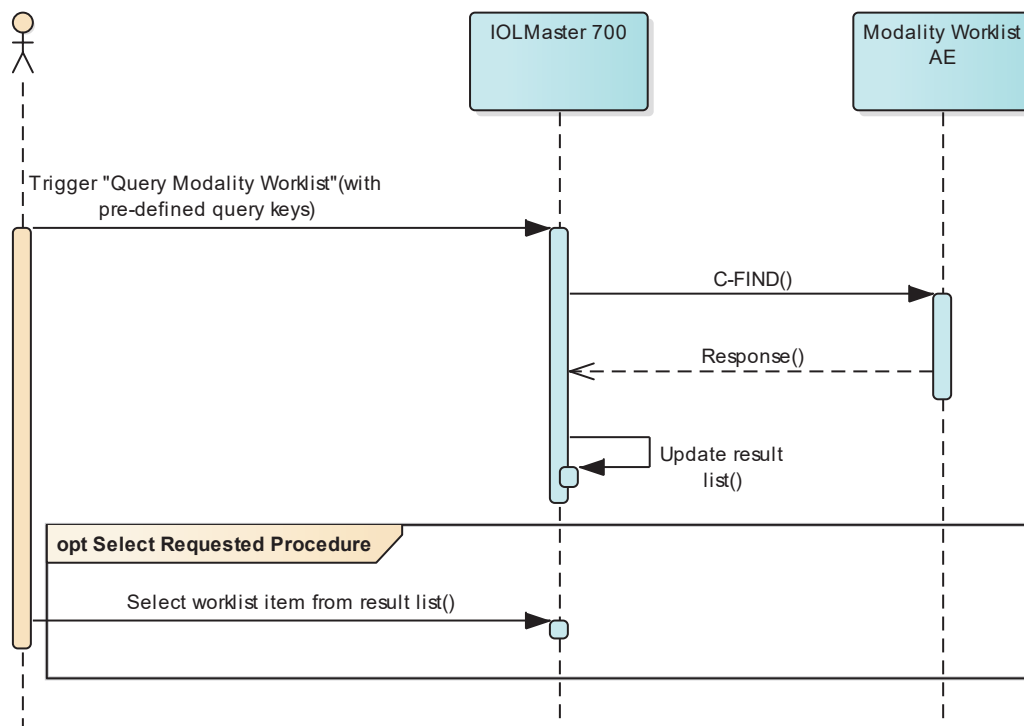 IOLMaster 700
Modality Worklist
AE
Trigger "Query Modality Worklist"(with
pre-defined query keys)
C-FIND()
Response()
Update result
list()
opt Select Requested Procedure
Select worklist item from result list()